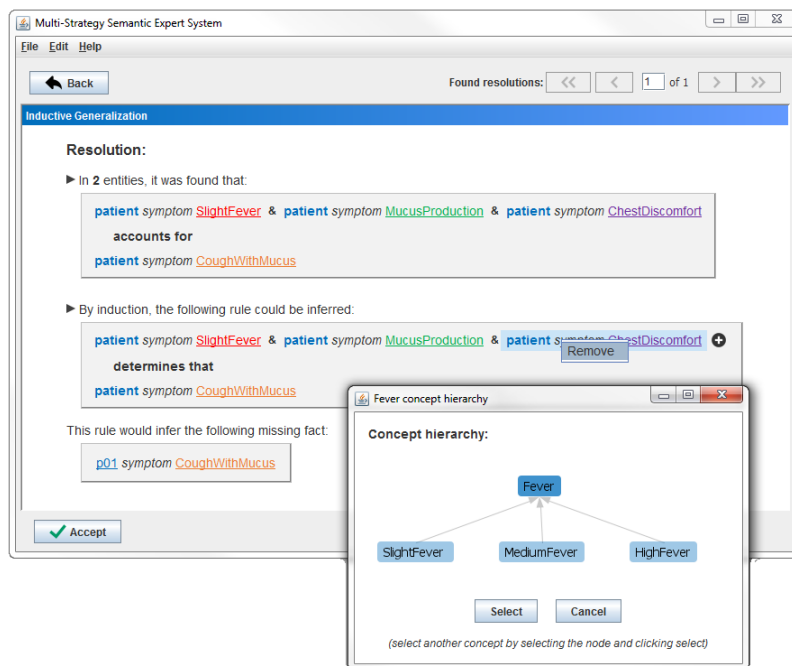 Multi-Strategy Semantic Expert System
File Edit Help
Back
Found resolutions: << < 1 of 1 > >>
Inductive Generalization
Resolution:
In 2 entities, it was found that:
patient symptom SlightFever & patient symptom MucusProduction & patient symptom ChestDiscomfort
accounts for
patient symptom CoughWithMucus
By induction, the following rule could be inferred:
patient symptom SlightFever & patient symptom MucusProduction & patient symptom ChestDiscomfort
Remove
determines that
patient symptom CoughWithMucus
This rule would infer the following missing fact:
p01 symptom CoughWithMucus
Accept
Fever concept hierarchy
Concept hierarchy:
Fever
SlightFever MediumFever HighFever
Select Cancel
(select another concept by selecting the node and clicking select)